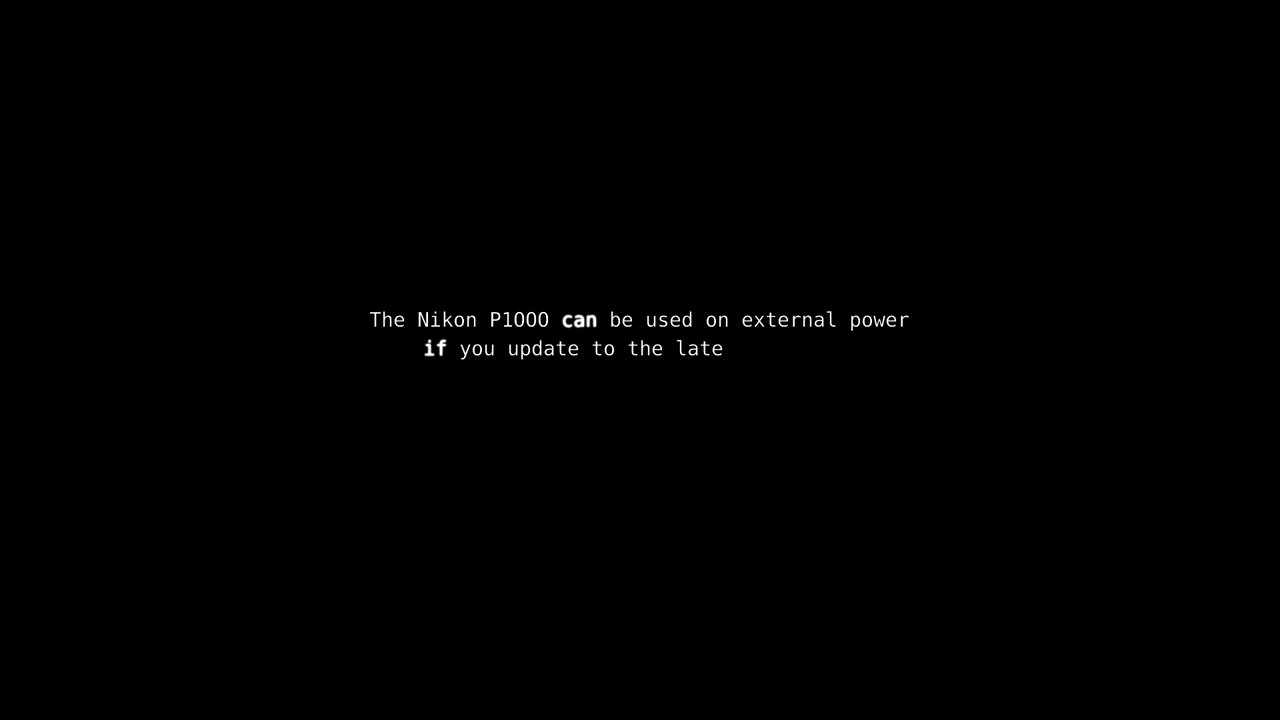 The Nikon P1000 can be used on external power
if you update to the late